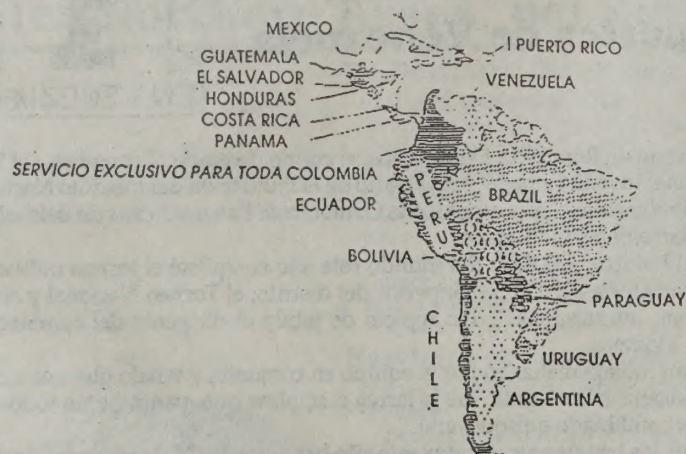 MEXICO
PUERTO RICO
GUATEMALA
VENEZUELA
EL SALVADOR
HONDURAS
COSTA RICA
PANAMA
SERVICIO EXCLUSIVO PARA TODA COLOMBIA
ECUADOR
PERU
BRAZIL
BOLIVIA
PARAGUAY
CHILE
URUGUAY
ARGENTINA